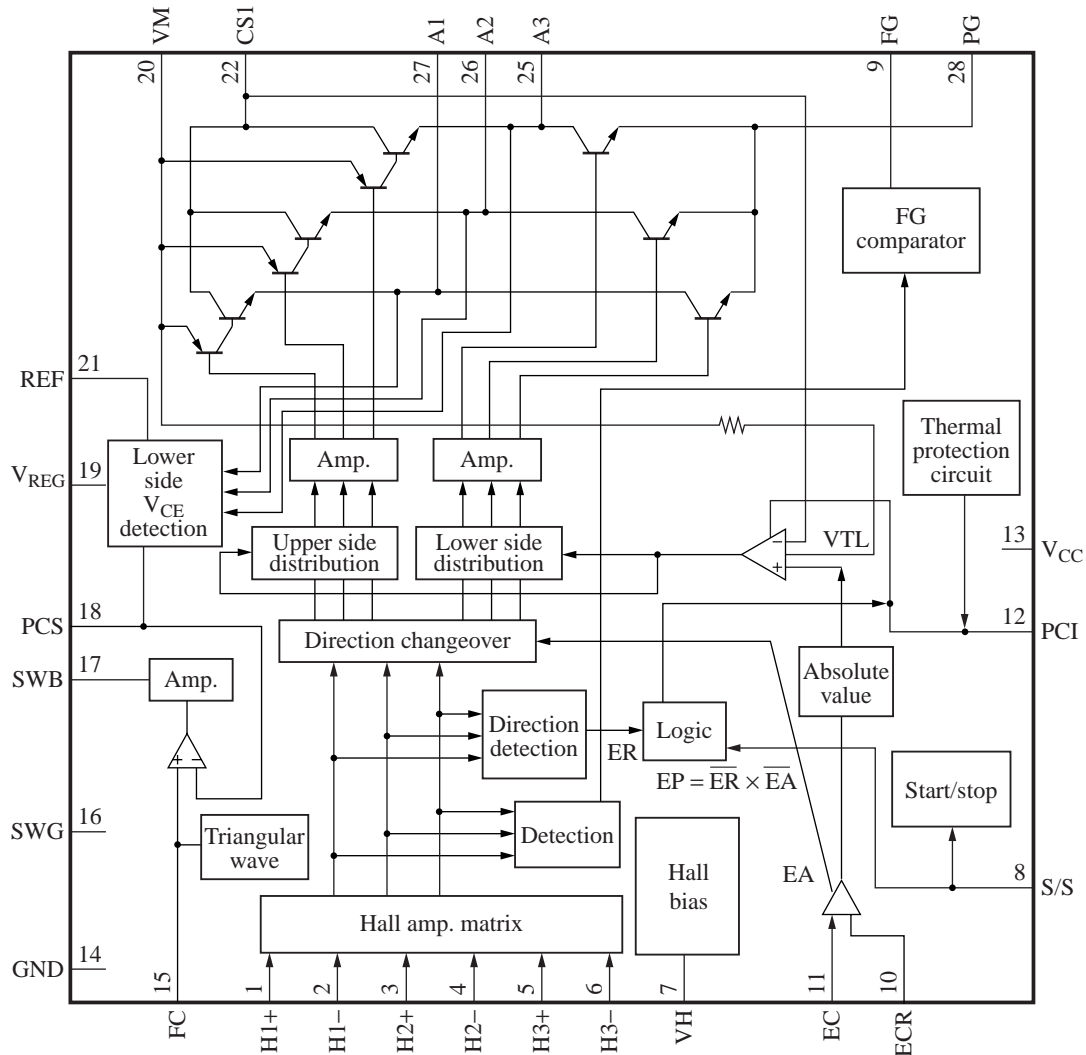 VM
CS1
A1
A2
A3
FG
PG
20
22
27
26
25
9
28
FG
comparator
REF
21
Thermal
protection
circuit
Amp.
Amp.
Lower
side
VCE
detection
VREG
19
Upper side
distribution
Lower side
distribution
−
+
VTL
13
VCC
PCS
18
12
PCI
Direction changeover
SWB
17
Amp.
Absolute
value
Direction
detection
ER
Logic
+
−
EP = E̅R̅ × E̅A̅
Start/stop
SWG
16
Triangular
wave
Detection
Hall
bias
EA
8
S/S
Hall amp. matrix
GND
14
15
1
2
3
4
5
6
7
11
10
FC
H1+
H1−
H2+
H2−
H3+
H3−
VH
EC
ECR